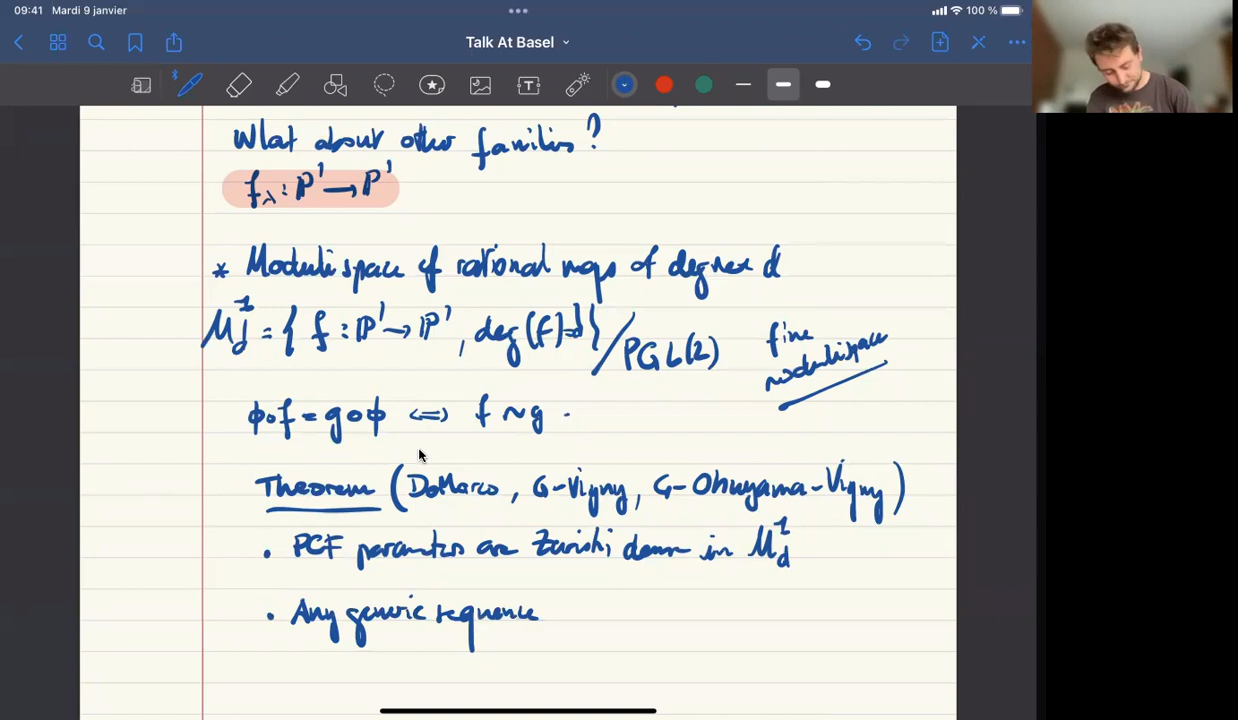 09:41 Mardi 9 janvier
100 %
Talk At Basel
What about other families?
f_λ : P¹ → P¹
* Moduli space of rational maps of degree d
M_d^1 = { f : P¹ → P¹, deg(f) = d } / PGL(2) fine moduli space
ϕ∘f = g∘ϕ ⇔ f ~ g.
Theorem (DeMarco, G-Vigny, G-Okuyama-Vigny)
• PCF parameters are Zariski dense in M_d^1
• Any generic sequence